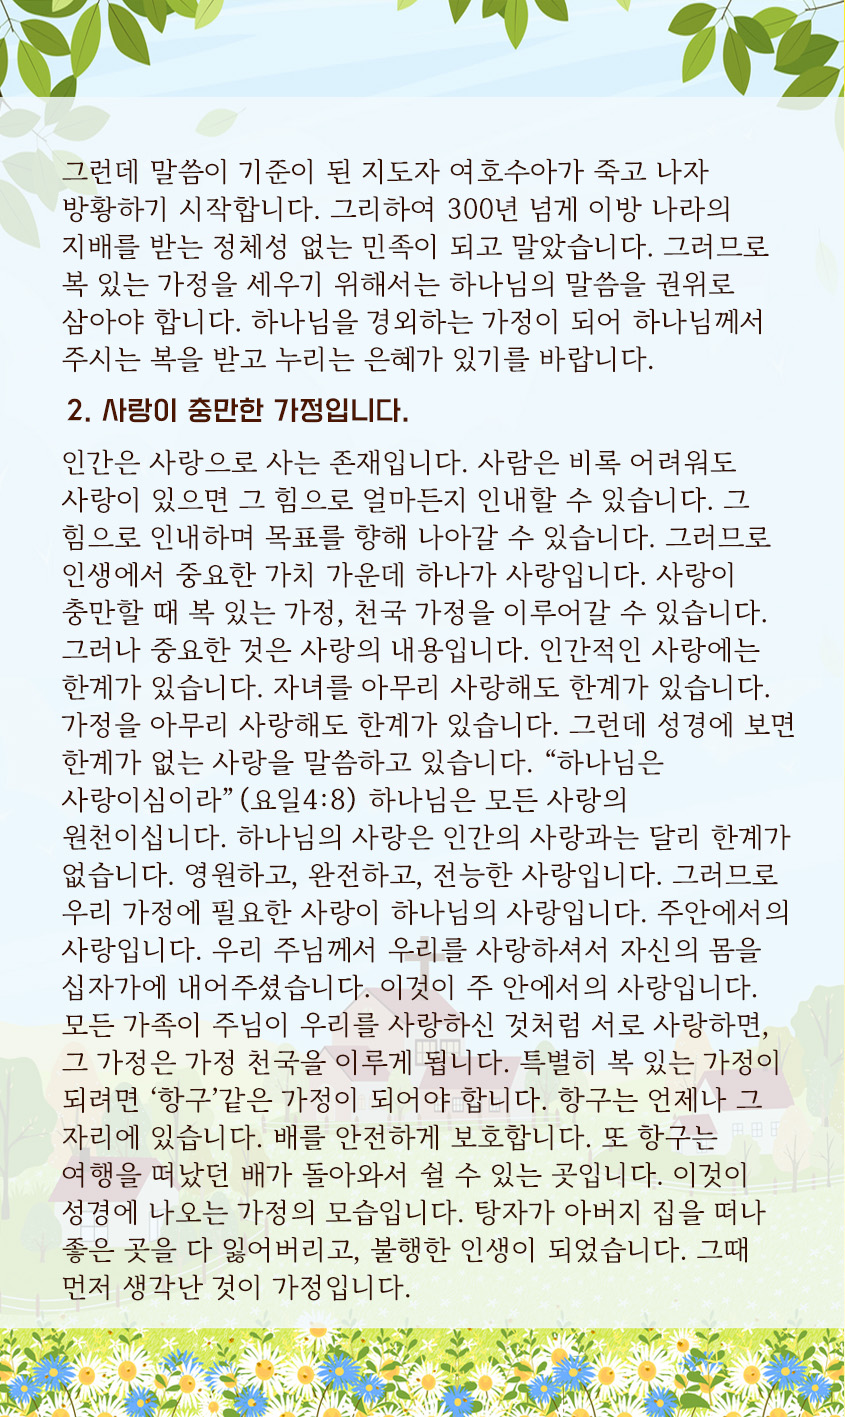 그런데 말씀이 기준이 된 지도자 여호수아가 죽고 나자
방황하기 시작합니다. 그리하여 300년 넘게 이방 나라의
지배를 받는 정체성 없는 민족이 되고 말았습니다. 그러므로
복 있는 가정을 세우기 위해서는 하나님의 말씀을 권위로
삼아야 합니다. 하나님을 경외하는 가정이 되어 하나님께서
주시는 복을 받고 누리는 은혜가 있기를 바랍니다.
2. 사랑이 충만한 가정입니다.
인간은 사랑으로 사는 존재입니다. 사람은 비록 어려워도
사랑이 있으면 그 힘으로 얼마든지 인내할 수 있습니다. 그
힘으로 인내하며 목표를 향해 나아갈 수 있습니다. 그러므로
인생에서 중요한 가치 가운데 하나가 사랑입니다. 사랑이
충만할 때 복 있는 가정, 천국 가정을 이루어갈 수 있습니다.
그러나 중요한 것은 사랑의 내용입니다. 인간적인 사랑에는
한계가 있습니다. 자녀를 아무리 사랑해도 한계가 있습니다.
가정을 아무리 사랑해도 한계가 있습니다. 그런데 성경에 보면
한계가 없는 사랑을 말씀하고 있습니다. “하나님은
사랑이심이라”(요일4:8) 하나님은 모든 사랑의
원천이십니다. 하나님의 사랑은 인간의 사랑과는 달리 한계가
없습니다. 영원하고, 완전하고, 전능한 사랑입니다. 그러므로
우리 가정에 필요한 사랑이 하나님의 사랑입니다. 주안에서의
사랑입니다. 우리 주님께서 우리를 사랑하셔서 자신의 몸을
십자가에 내어주셨습니다. 이것이 주 안에서의 사랑입니다.
모든 가족이 주님이 우리를 사랑하신 것처럼 서로 사랑하면,
그 가정은 가정 천국을 이루게 됩니다. 특별히 복 있는 가정이
되려면 ‘항구’같은 가정이 되어야 합니다. 항구는 언제나 그
자리에 있습니다. 배를 안전하게 보호합니다. 또 항구는
여행을 떠났던 배가 돌아와서 쉴 수 있는 곳입니다. 이것이
성경에 나오는 가정의 모습입니다. 탕자가 아버지 집을 떠나
좋은 곳을 다 잃어버리고, 불행한 인생이 되었습니다. 그때
먼저 생각난 것이 가정입니다.